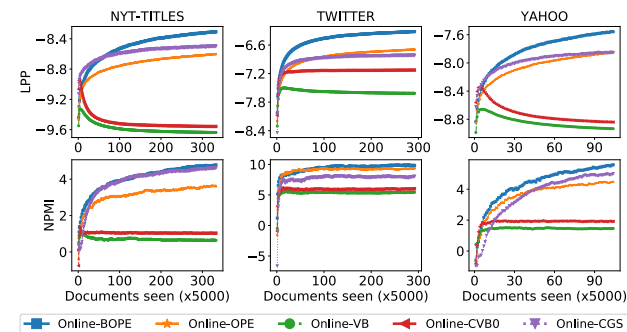 NYT-TITLES TWITTER YAHOO
LPP
−8.4
−8.8
−9.2
−9.6
0 100 200 300
−6.6
−7.2
−7.8
−8.4
0 100 200 300
−7.6
−8.0
−8.4
−8.8
0 30 60 90
NPMI
4
2
0
0 100 200 300
10
5
0
−5
0 100 200 300
4
2
0
0 30 60 90
Documents seen (x5000) Documents seen (x5000) Documents seen (x5000)
Online-BOPE Online-OPE Online-VB Online-CVB0 Online-CGS